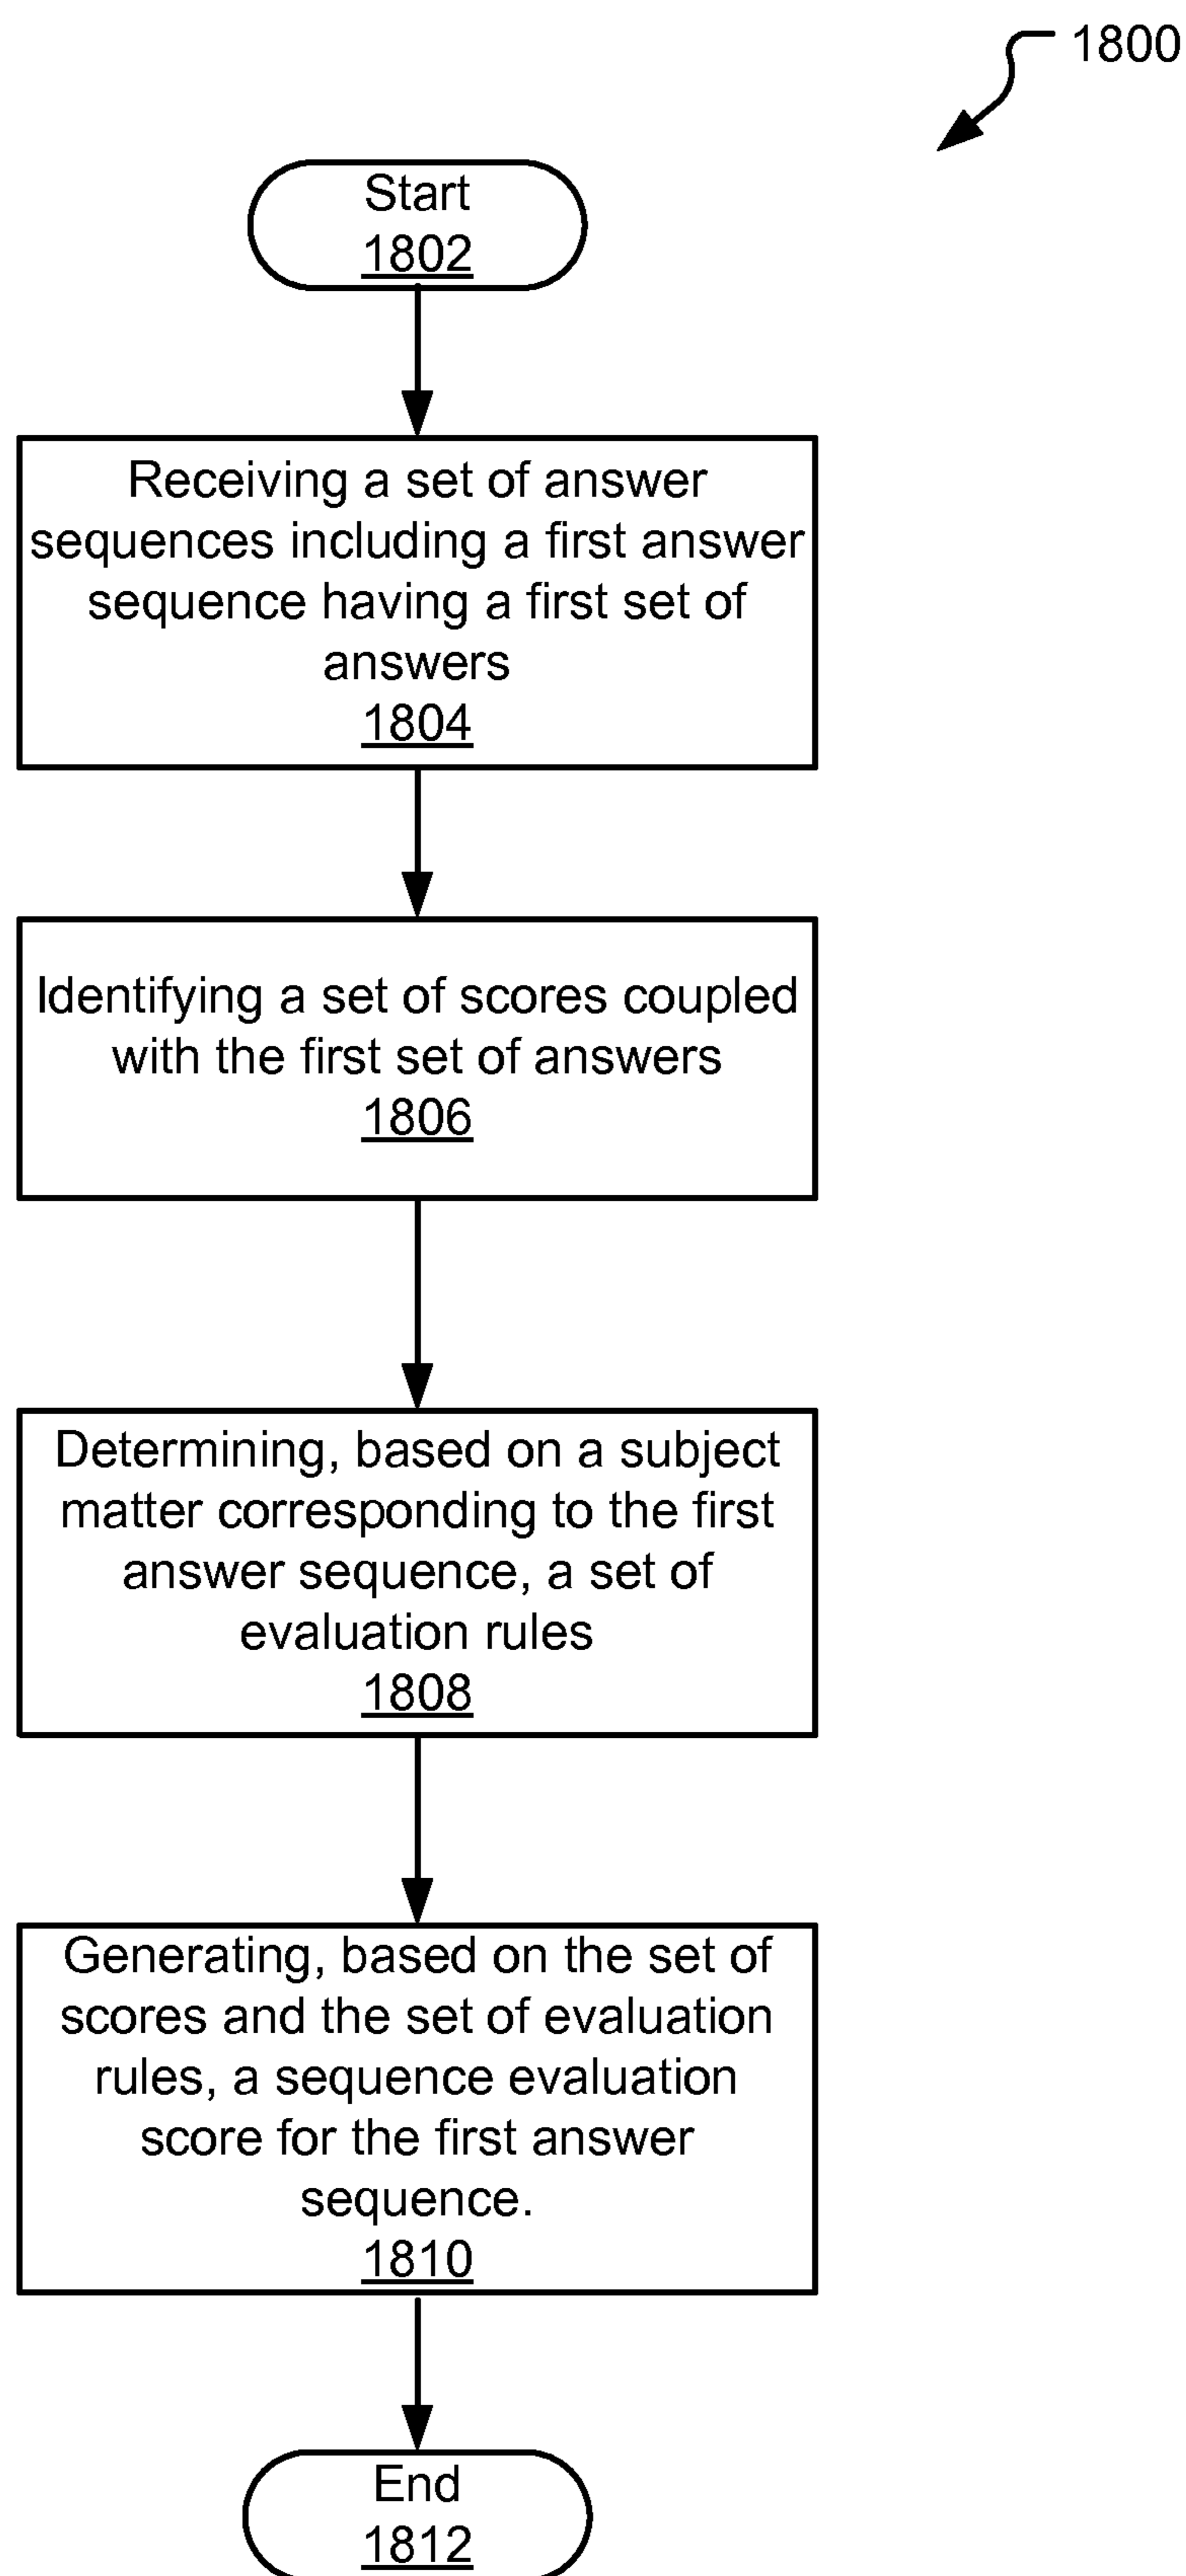 1800
Start
1802
Receiving a set of answer
sequences including a first answer
sequence having a first set of
answers
1804
Identifying a set of scores coupled
with the first set of answers
1806
Determining, based on a subject
matter corresponding to the first
answer sequence, a set of
evaluation rules
1808
Generating, based on the set of
scores and the set of evaluation
rules, a sequence evaluation
score for the first answer
sequence.
1810
End
1812